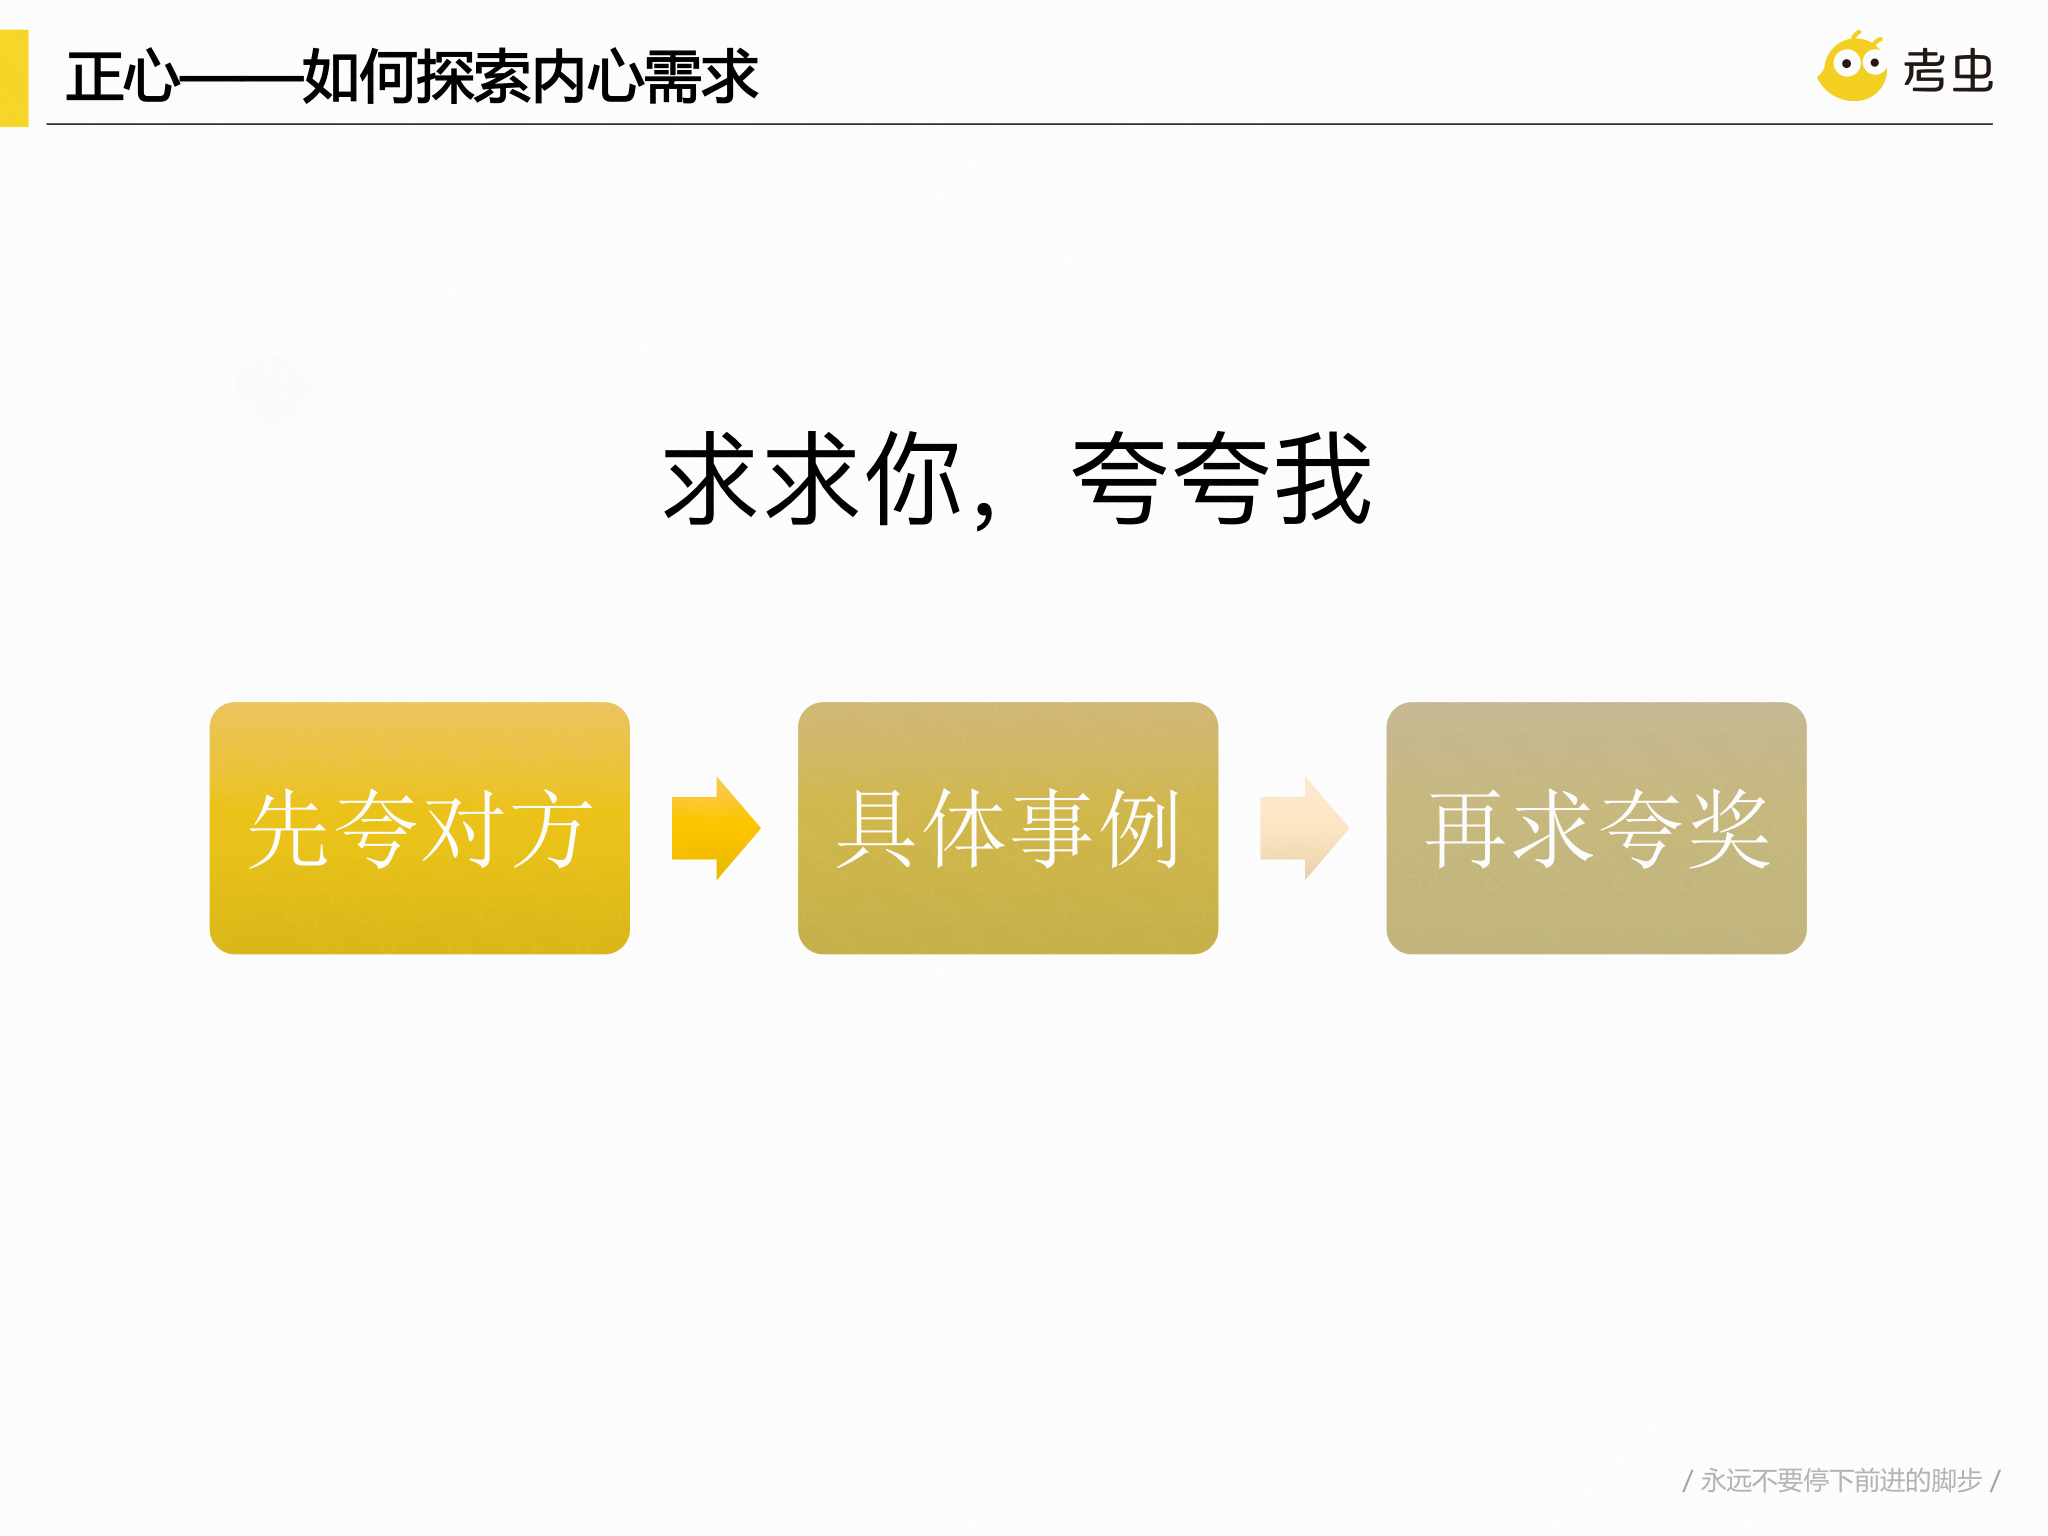 正心——如何探索内心需求
考虫
求求你，夸夸我
先夸对方
具体事例
再求夸奖
/ 永远不要停下前进的脚步 /